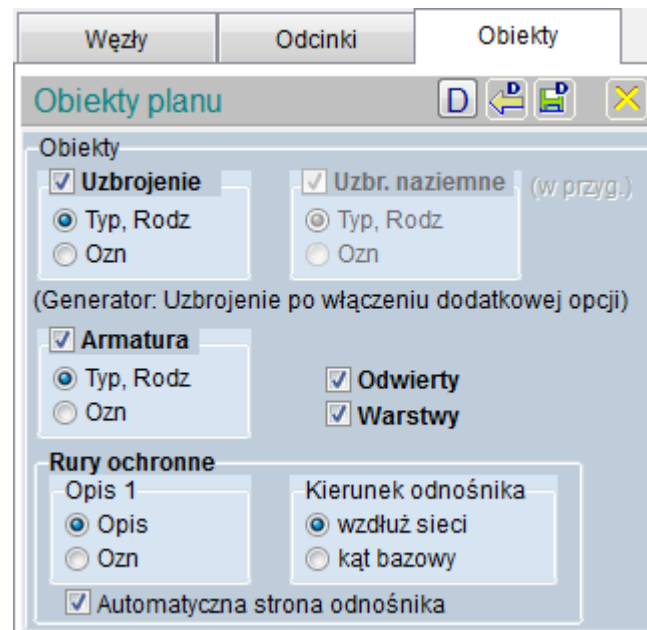 Węzły Odcinki Obiekty
Obiekty planu D D D
Obiekty
Uzbrojenie Uzbr. naziemne (w przyg.)
Typ, Rodz Typ, Rodz
Ozn Ozn
(Generator: Uzbrojenie po włączeniu dodatkowej opcji)
Armatura
Typ, Rodz Odwierty
Ozn Warstwy
Rury ochronne
Opis 1 Kierunek odnośnika
Opis wzdłuż sieci
Ozn kąt bazowy
Automatyczna strona odnośnika